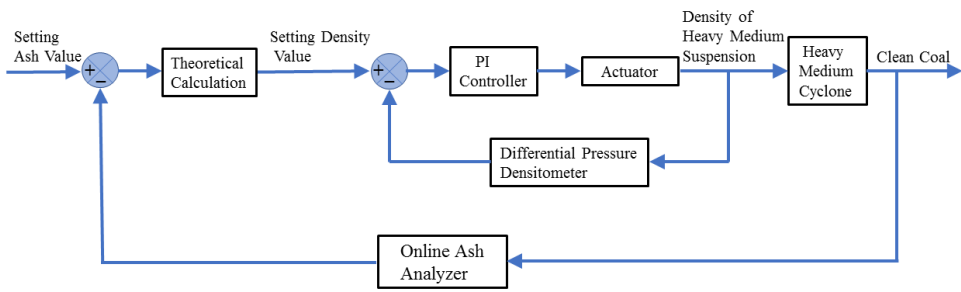 Setting
Ash Value
+
−
Theoretical
Calculation
Setting Density
Value
+
−
PI
Controller
Actuator
Density of
Heavy Medium
Suspension
Heavy
Medium
Cyclone
Clean Coal
Differential Pressure
Densitometer
Online Ash
Analyzer